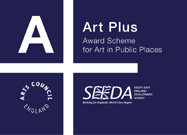 A
Art Plus
Award Scheme
for Art in Public Places
ARTS COUNCIL
ENGLAND
SEEDA
SOUTH EAST
ENGLAND
DEVELOPMENT
AGENCY
Working for England's World Class Region